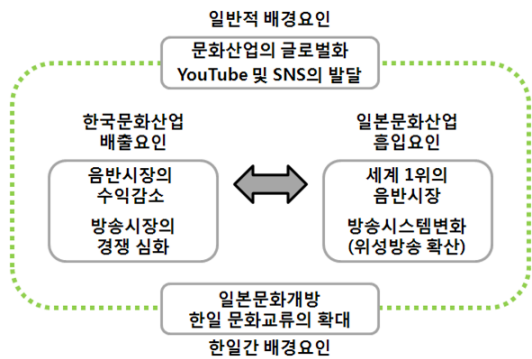 일반적 배경요인
문화산업의 글로벌화
YouTube 및 SNS의 발달
한국문화산업
배출요인
음반시장의
수익감소
방송시장의
경쟁 심화
일본문화산업
흡입요인
세계 1위의
음반시장
방송시스템변화
(위성방송 확산)
일본문화개방
한일 문화교류의 확대
한일간 배경요인